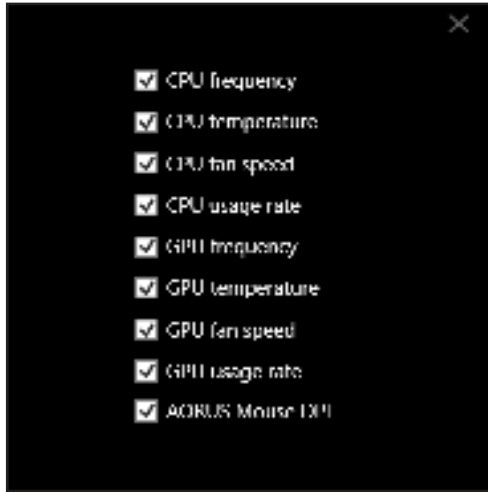 CPU frequency
CPU temperature
CPU fan speed
CPU usage rate
GPU frequency
GPU temperature
GPU fan speed
GPU usage rate
AORUS Mouse DPI